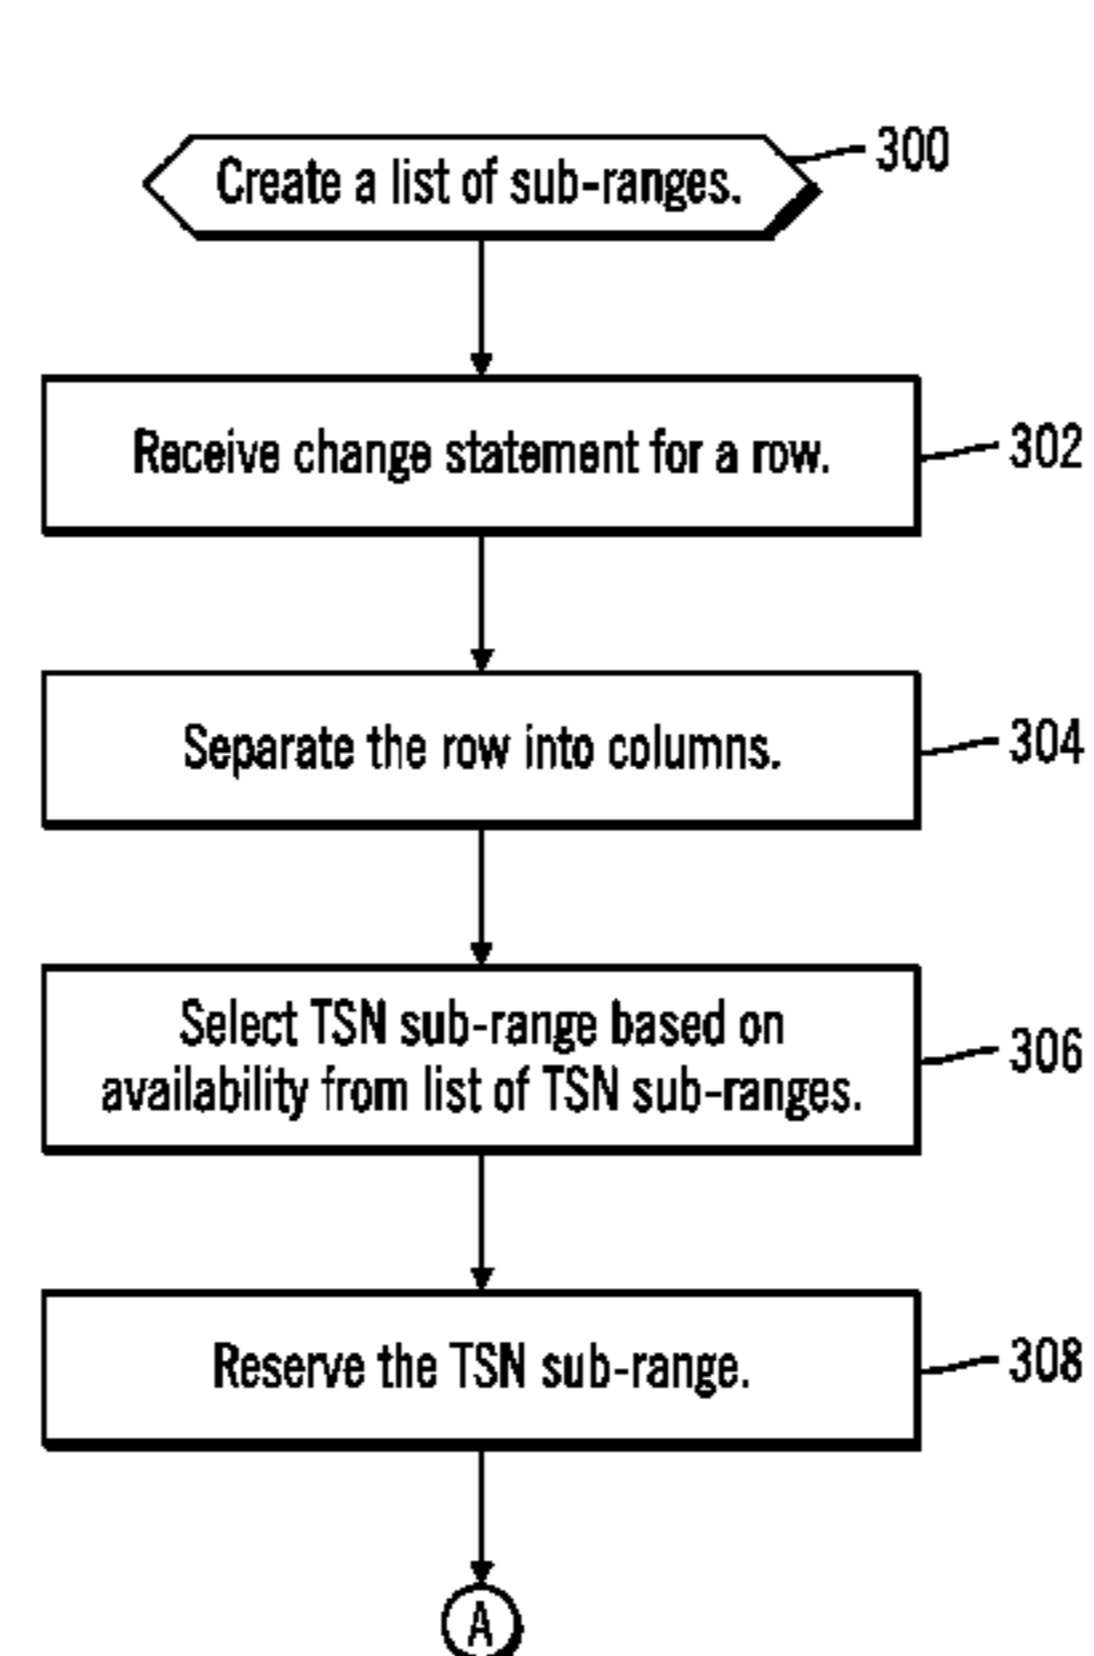 Create a list of sub-ranges.
300
Receive change statement for a row.
302
Separate the row into columns.
304
Select TSN sub-range based on
availability from list of TSN sub-ranges.
306
Reserve the TSN sub-range.
308
A